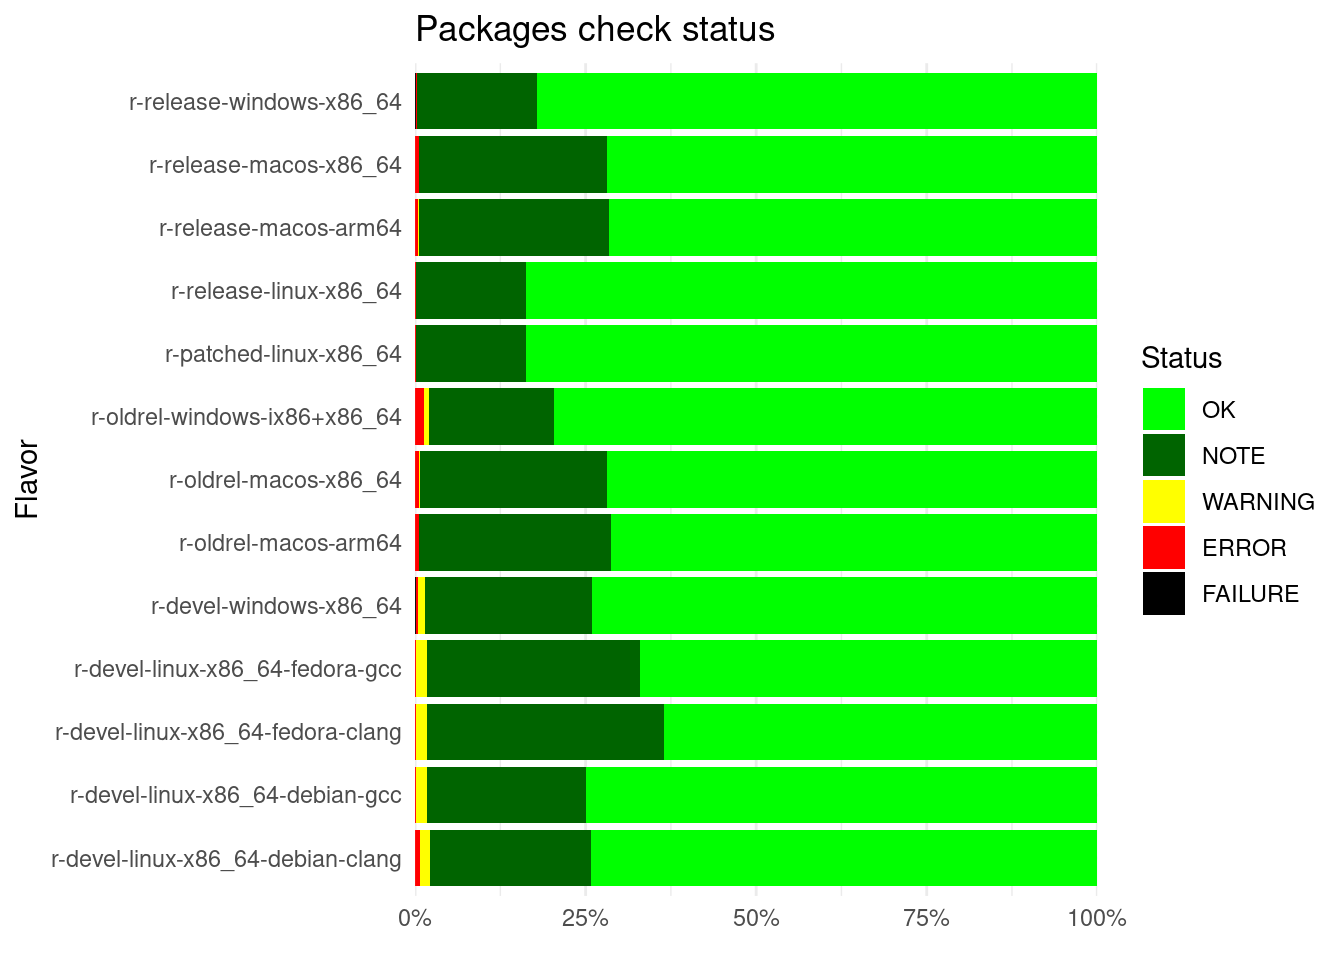 Packages check status
Flavor
r-release-windows-x86_64
r-release-macos-x86_64
r-release-macos-arm64
r-release-linux-x86_64
r-patched-linux-x86_64
r-oldrel-windows-ix86+x86_64
r-oldrel-macos-x86_64
r-oldrel-macos-arm64
r-devel-windows-x86_64
r-devel-linux-x86_64-fedora-gcc
r-devel-linux-x86_64-fedora-clang
r-devel-linux-x86_64-debian-gcc
r-devel-linux-x86_64-debian-clang
0% 25% 50% 75% 100%
Status
OK
NOTE
WARNING
ERROR
FAILURE